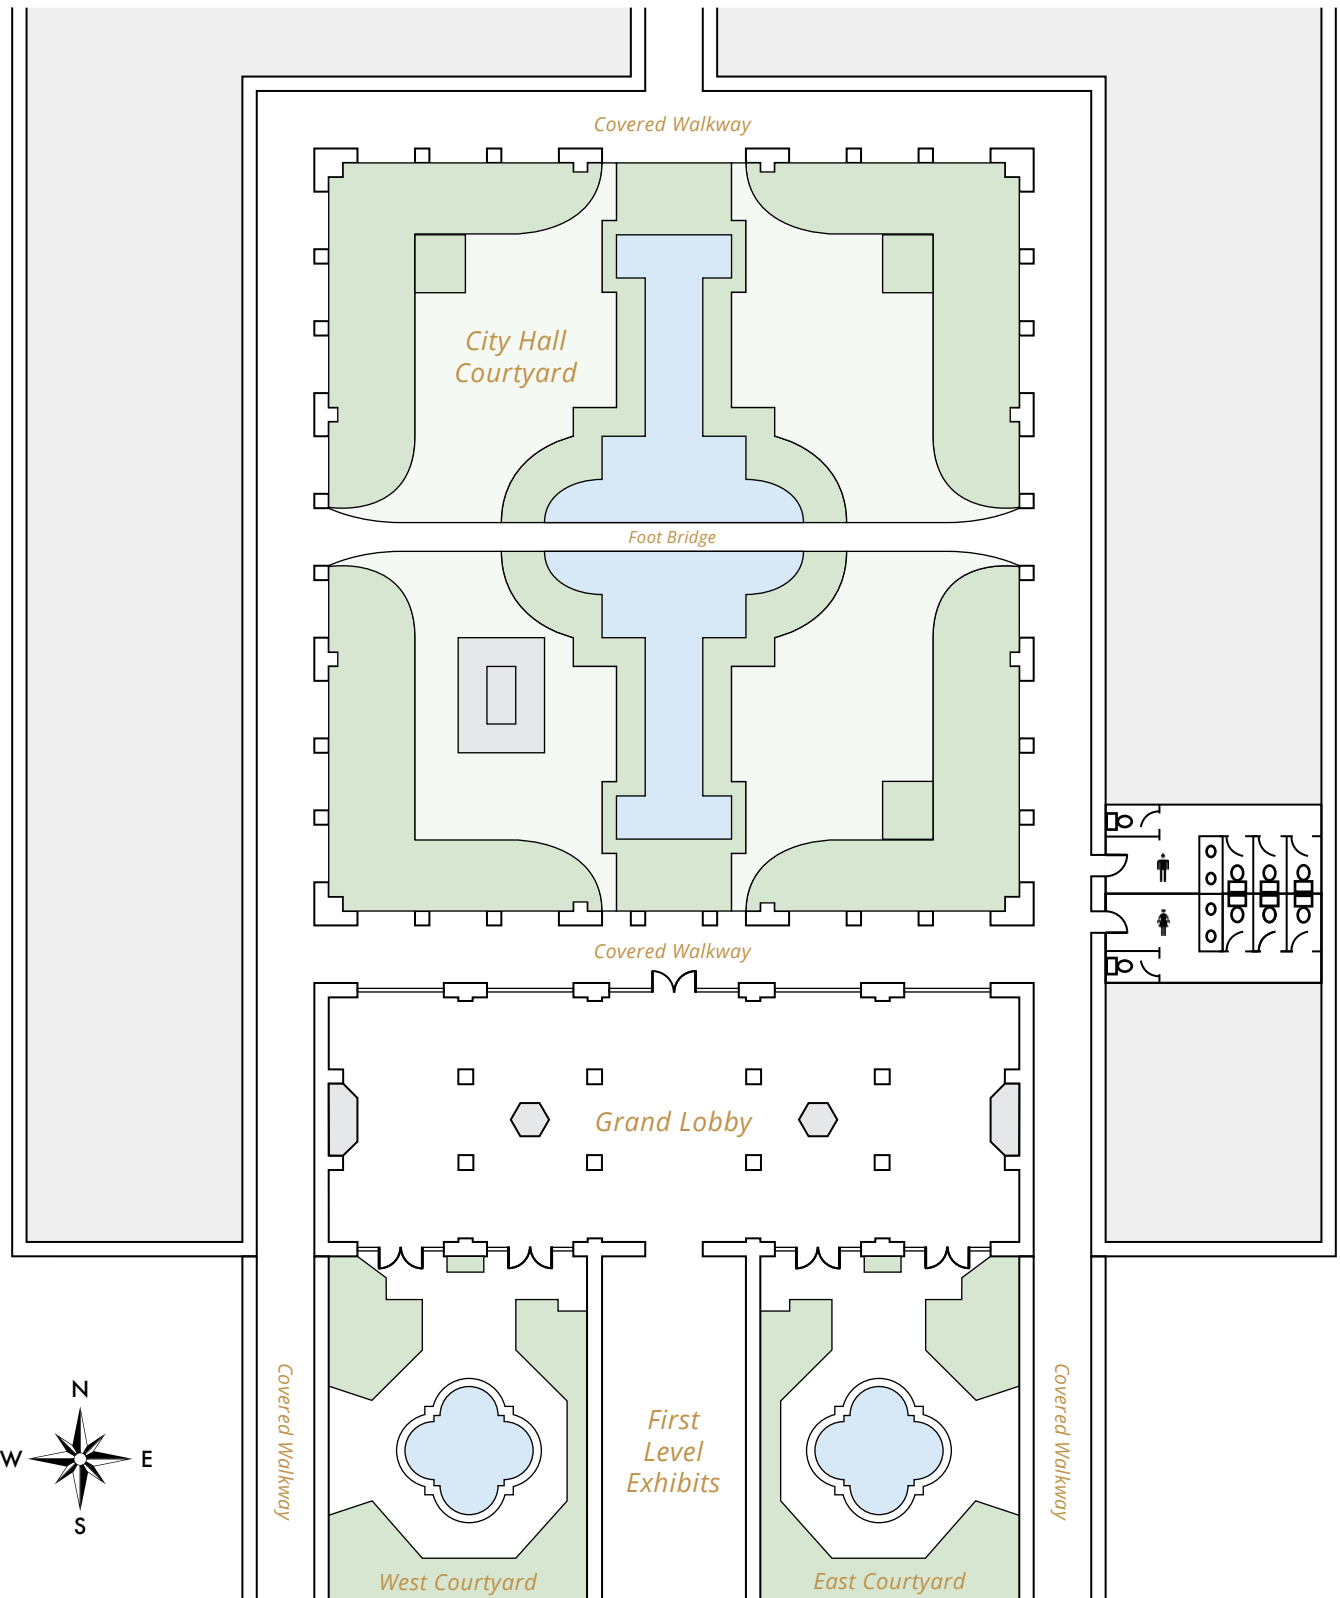 Covered Walkway
City Hall
Courtyard
Foot Bridge
Covered Walkway
Grand Lobby
Covered Walkway
Covered Walkway
First
Level
Exhibits
N
W
E
S
West Courtyard
East Courtyard